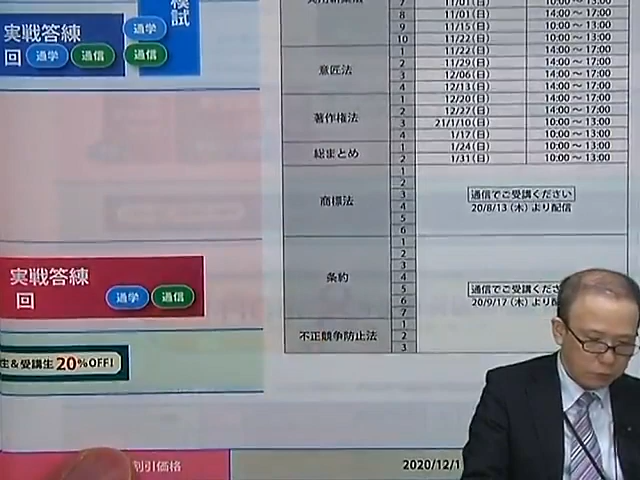 模試
実戦答練
通学
回 通学 通信
通信
7 11/01(日) 10:00～13:00
8 11/01(日) 14:00～17:00
9 11/15(日) 10:00～13:00
10 11/22(日) 10:00～13:00
意匠法
1 11/22(日) 14:00～17:00
2 11/29(日) 14:00～17:00
3 12/06(日) 14:00～17:00
4 12/13(日) 14:00～17:00
著作権法
1 12/20(日) 14:00～17:00
2 12/27(日) 14:00～17:00
3 21/1/10(日) 10:00～13:00
4 1/17(日) 10:00～13:00
総まとめ
1 1/24(日) 10:00～13:00
2 1/31(日) 10:00～13:00
商標法
1
2
3 通信でご受講ください
4 20/8/13(木)より配信
5
6
実戦答練
回 通学 通信
条約
1
2
3
4
5 通信でご受講くださ
6 20/9/17(木)より
7
不正競争防止法
1
2
3
生&受講生20%OFF!
割引価格
2020/12/1